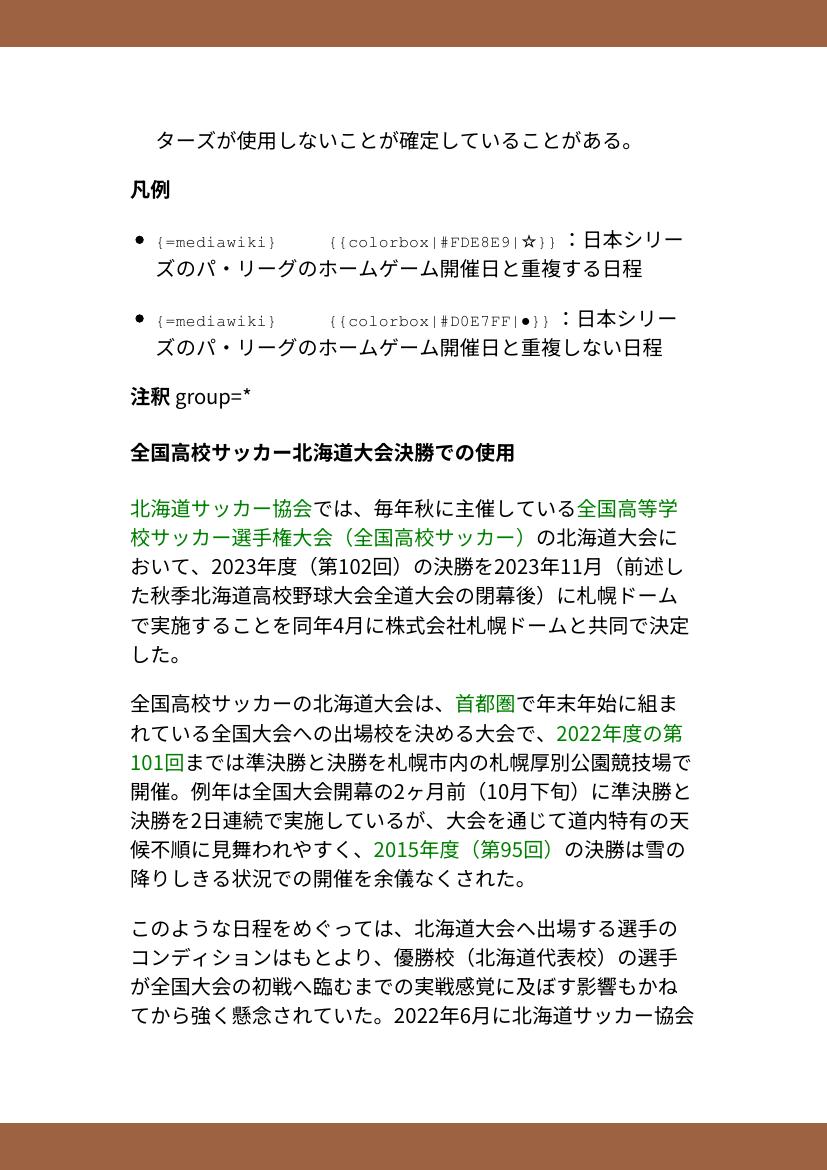 ターズが使用しないことが確定していることがある。
凡例
• {=mediawiki} {{colorbox|#FDE8E9|☆}} ：日本シリー
ズのパ・リーグのホームゲーム開催日と重複する日程
• {=mediawiki} {{colorbox|#D0E7FF|●}} ：日本シリー
ズのパ・リーグのホームゲーム開催日と重複しない日程
注釈 group=*
全国高校サッカー北海道大会決勝での使用
北海道サッカー協会では、毎年秋に主催している全国高等学
校サッカー選手権大会（全国高校サッカー）の北海道大会に
おいて、2023年度（第102回）の決勝を2023年11月（前述し
た秋季北海道高校野球大会全道大会の閉幕後）に札幌ドーム
で実施することを同年4月に株式会社札幌ドームと共同で決定
した。
全国高校サッカーの北海道大会は、首都圏で年末年始に組ま
れている全国大会への出場校を決める大会で、2022年度の第
101回までは準決勝と決勝を札幌市内の札幌厚別公園競技場で
開催。例年は全国大会開幕の2ヶ月前（10月下旬）に準決勝と
決勝を2日連続で実施しているが、大会を通じて道内特有の天
候不順に見舞われやすく、2015年度（第95回）の決勝は雪の
降りしきる状況での開催を余儀なくされた。
このような日程をめぐっては、北海道大会へ出場する選手の
コンディションはもとより、優勝校（北海道代表校）の選手
が全国大会の初戦へ臨むまでの実戦感覚に及ぼす影響もかね
てから強く懸念されていた。2022年6月に北海道サッカー協会